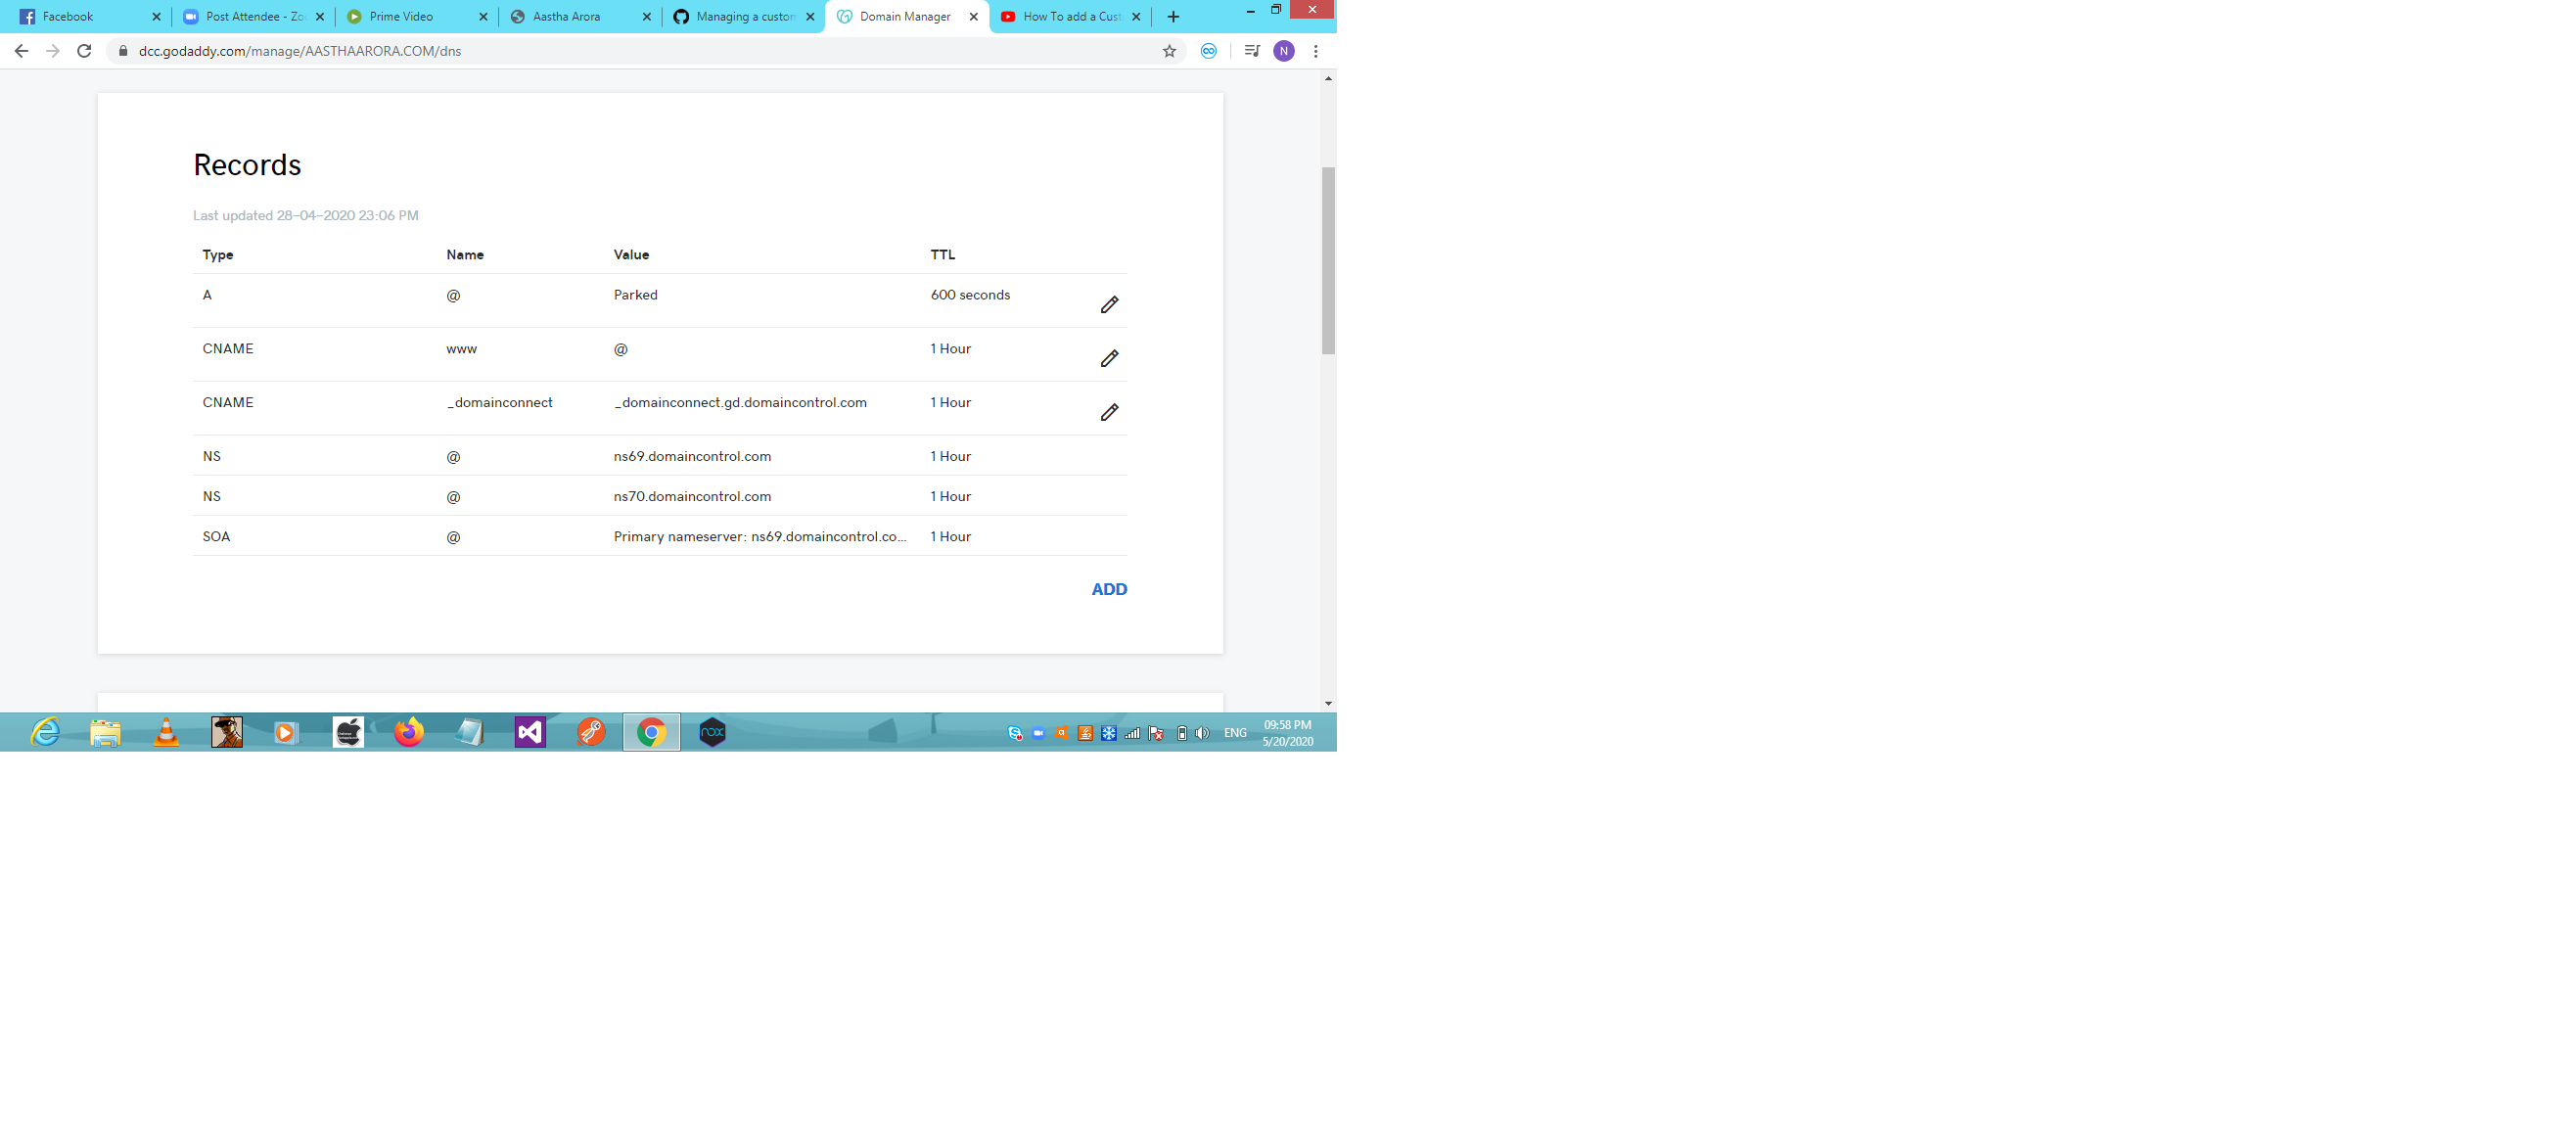 Facebook
Post Attendee - Zo
Prime Video
Aastha Arora
Managing a custom
Domain Manager
How To add a Cust
dcc.godaddy.com/manage/AASTHAARORA.COM/dns
N
Records
Last updated 28-04-2020 23:06 PM
Type Name Value TTL
A @ Parked 600 seconds
CNAME www @ 1 Hour
CNAME _domainconnect _domainconnect.gd.domaincontrol.com 1 Hour
NS @ ns69.domaincontrol.com 1 Hour
NS @ ns70.domaincontrol.com 1 Hour
SOA @ Primary nameserver: ns69.domaincontrol.co... 1 Hour
ADD
nox
ENG
09:58 PM
5/20/2020